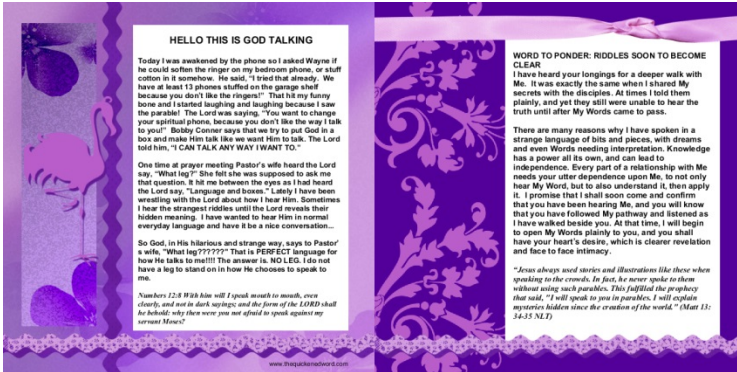 HELLO THIS IS GOD TALKING
Today I was awakened by the phone so I asked Wayne if
he could soften the ringer on my bedroom phone, or stuff
cotton in it somehow. He said, "I tried that already. We
have at least 13 phones stuffed on the garage shelf
because you don't like the ringers!" That hit my funny
bone and I started laughing and laughing because I saw
the parable! The Lord was saying, "You want to change
your spiritual phone, because you don't like the way I talk
to you!" Bobby Conner says that we try to put God in a
box and make Him talk like we want Him to talk. The Lord
told him, "I CAN TALK ANY WAY I WANT TO."
One time at prayer meeting Pastor's wife heard the Lord
say, "What leg?" She felt she was supposed to ask me
that question. It hit me between the eyes as I had heard
the Lord say, "Language and boxes." Lately I have been
wrestling with the Lord about how I hear Him. Sometimes
I hear the strangest riddles until the Lord reveals their
hidden meaning. I have wanted to hear Him in normal
everyday language and have it be a nice conversation...
So God, in His hilarious and strange way, says to Pastor'
s wife, "What leg??????" That is PERFECT language for
how He talks to me!!!! The answer is. NO LEG. I do not
have a leg to stand on in how He chooses to speak to
me.
Numbers 12:8 With him will I speak mouth to mouth, even
clearly, and not in dark sayings; and the form of the LORD shall
he behold: why then were you not afraid to speak against my
servant Moses?
www.thequickenedword.com
WORD TO PONDER: RIDDLES SOON TO BECOME
CLEAR
I have heard your longings for a deeper walk with
Me. It was exactly the same when I shared My
secrets with the disciples. At times I told them
plainly, and yet they still were unable to hear the
truth until after My Words came to pass.
There are many reasons why I have spoken in a
strange language of bits and pieces, with dreams
and even Words needing interpretation. Knowledge
has a power all its own, and can lead to
independence. Every part of a relationship with Me
needs your utter dependence upon Me, to not only
hear My Word, but to also understand it, then apply
it. I promise that I shall soon come and confirm
that you have been hearing Me, and you will know
that you have followed My pathway and listened as
I have walked beside you. At that time, I will begin
to open My Words plainly to you, and you shall
have your heart's desire, which is clearer revelation
and face to face intimacy.
"Jesus always used stories and illustrations like these when
speaking to the crowds. In fact, he never spoke to them
without using such parables. This fulfilled the prophecy
that said, "I will speak to you in parables. I will explain
mysteries hidden since the creation of the world." (Matt 13:
34-35 NLT)